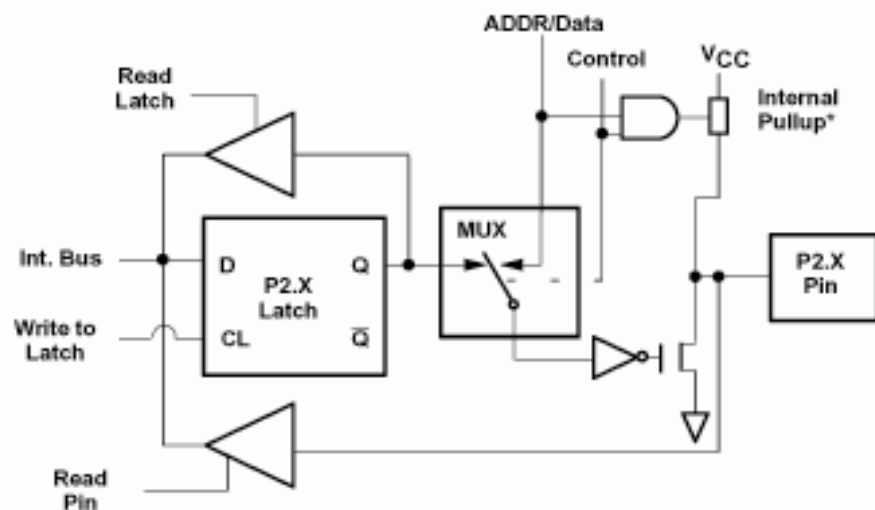 ADDR/Data
Control
VCC
Read
Latch
Internal
Pullup*
MUX
Int. Bus
D
Q
P2.X
Latch
P2.X
Pin
Write to
Latch
CL
Q̅
Read
Pin